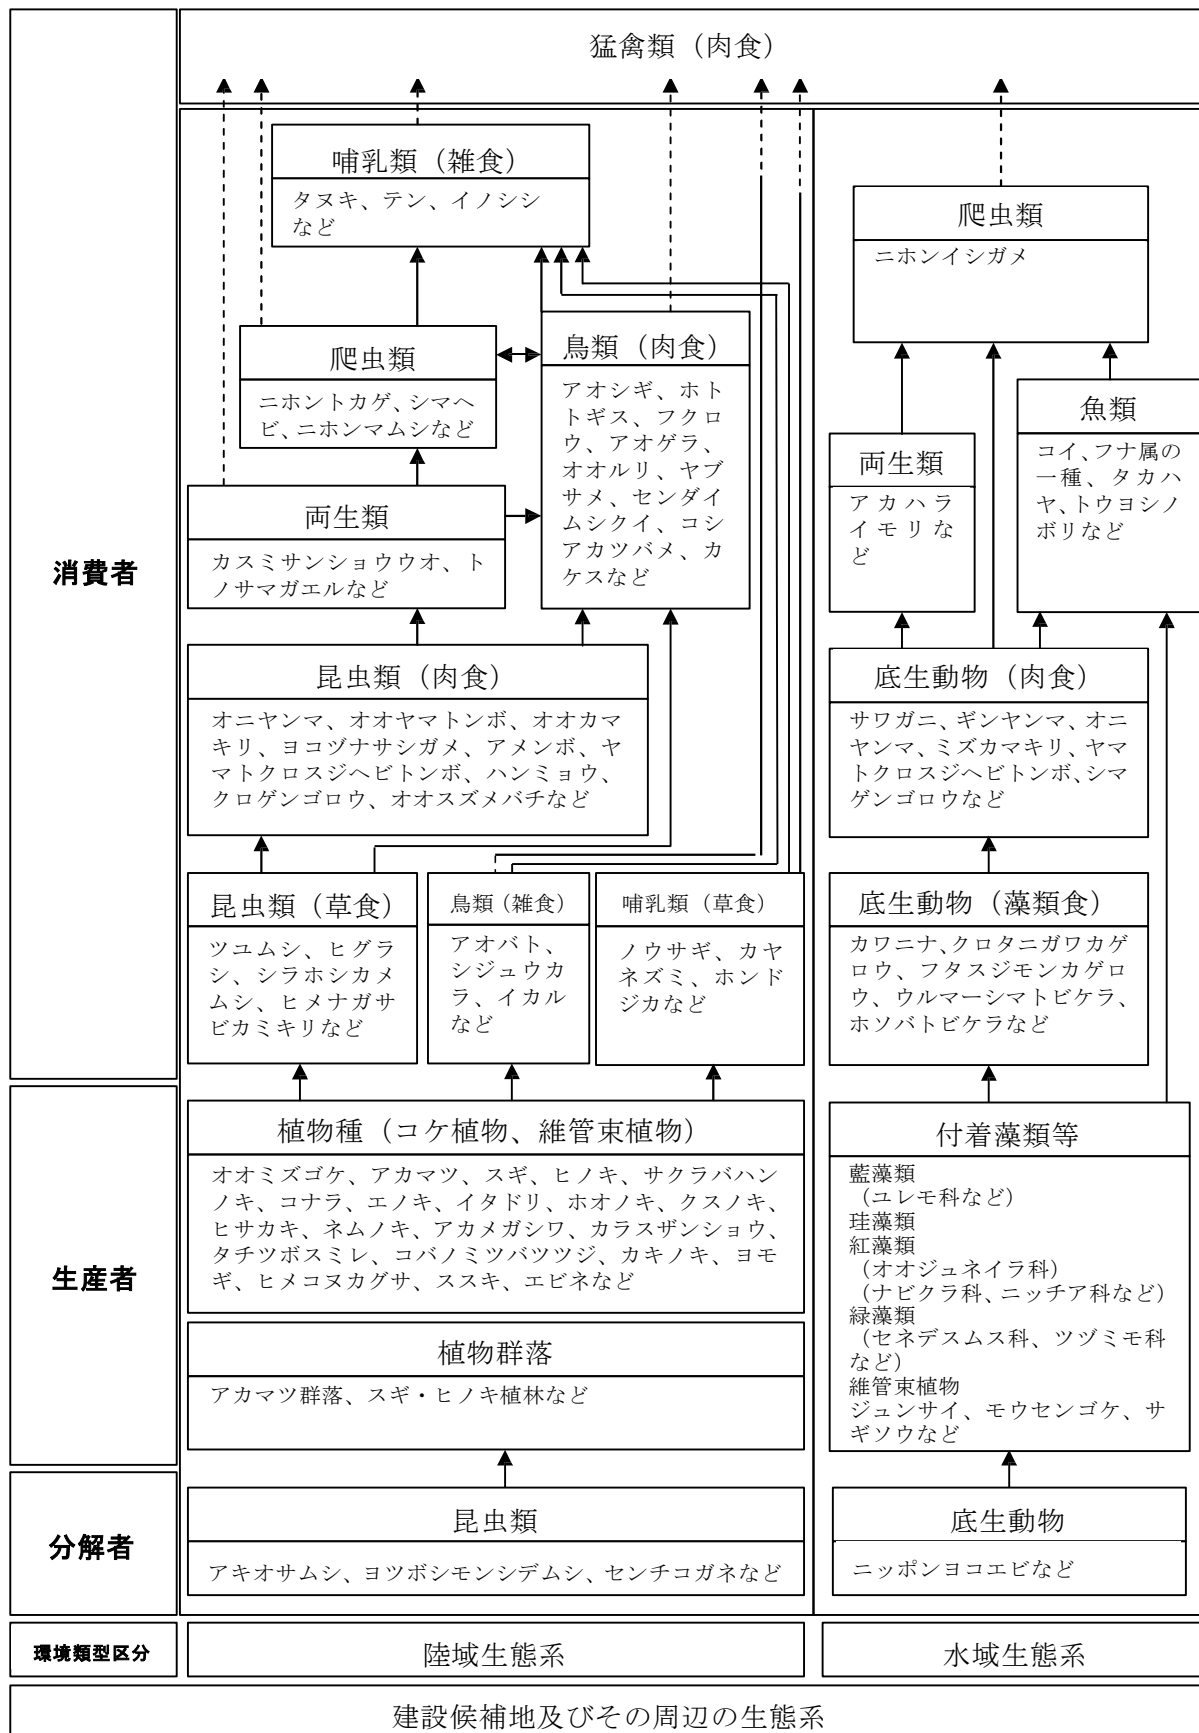 猛禽類（肉食）
消費者
哺乳類（雑食）
タヌキ、テン、イノシシ
など
爬虫類
ニホントカゲ、シマヘ
ビ、ニホンマムシなど
鳥類（肉食）
アオシギ、ホト
トギス、フクロ
ウ、アオゲラ、
オオルリ、ヤブ
サメ、センダイ
ムシクイ、コシ
アカツバメ、カ
ケスなど
両生類
カスミサンショウウオ、ト
ノサマガエルなど
昆虫類（肉食）
オニヤンマ、オオヤマトンボ、オオカマ
キリ、ヨコヅナサシガメ、アメンボ、ヤ
マトクロスジヘビトンボ、ハンミョウ、
クロゲンゴロウ、オオスズメバチなど
昆虫類（草食）
ツユムシ、ヒグラ
シ、シラホシカメ
ムシ、ヒメナガサ
ビカミキリなど
鳥類（雑食）
アオバト、
シジュウカ
ラ、イカル
など
哺乳類（草食）
ノウサギ、カヤ
ネズミ、ホンド
ジカなど
爬虫類
ニホンイシガメ
両生類
アカハラ
イモリな
ど
魚類
コイ、フナ属の
一種、タカハ
ヤ、トウヨシノ
ボリなど
底生動物（肉食）
サワガニ、ギンヤンマ、オニ
ヤンマ、ミズカマキリ、ヤマ
トクロスジヘビトンボ、シマ
ゲンゴロウなど
底生動物（藻類食）
カワニナ、クロタニガワカゲ
ロウ、フタスジモンカゲロ
ウ、ウルマーシマトビケラ、
ホソバトビケラなど
生産者
植物種（コケ植物、維管束植物）
オオミズゴケ、アカマツ、スギ、ヒノキ、サクラバハン
ノキ、コナラ、エノキ、イタドリ、ホオノキ、クスノキ、
ヒサカキ、ネムノキ、アカメガシワ、カラスザンショウ、
タチツボスミレ、コバノミツバツツジ、カキノキ、ヨモ
ギ、ヒメコヌカグサ、ススキ、エビネなど
植物群落
アカマツ群落、スギ・ヒノキ植林など
付着藻類等
藍藻類
（ユレモ科など）
珪藻類
紅藻類
（オオジュネイラ科）
（ナビクラ科、ニッチア科など）
緑藻類
（セネデスムス科、ツヅミモ科
など）
維管束植物
ジュンサイ、モウセンゴケ、サ
ギソウなど
分解者
昆虫類
アキオサムシ、ヨツボシモンシデムシ、センチコガネなど
底生動物
ニッポンヨコエビなど
環境類型区分
陸域生態系
水域生態系
建設候補地及びその周辺の生態系